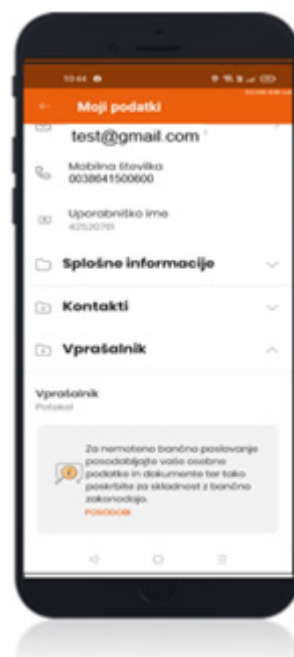 10:44
Moji podatki
test@gmail.com
Mobilna številka
0038641500600
Uporabniško ime
42520761
Splošne informacije
Kontakti
Vprašalnik
Vprašalnik
Potekel
Za nemoteno bančno poslovanje
posodabljajte vaše osebne
podatke in dokumente ter tako
poskrbite za skladnost z bančno
zakonodajo.
POSODOBI